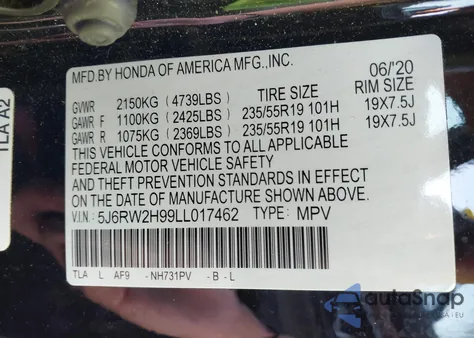 TLA A2
MFD.BY HONDA OF AMERICA MFG.,INC.
06/'20
TIRE SIZE RIM SIZE
GVWR 2150KG (4739LBS)
GAWR F 1100KG (2425LBS) 235/55R19 101H 19X7.5J
GAWR R 1075KG (2369LBS) 235/55R19 101H 19X7.5J
THIS VEHICLE CONFORMS TO ALL APPLICABLE
FEDERAL MOTOR VEHICLE SAFETY
AND THEFT PREVENTION STANDARDS IN EFFECT
ON THE DATE OF MANUFACTURE SHOWN ABOVE.
V.I.N.: 5J6RW2H99LL017462 TYPE: MPV
TLA L AF9 -NH731PV -B-L
autoSnap